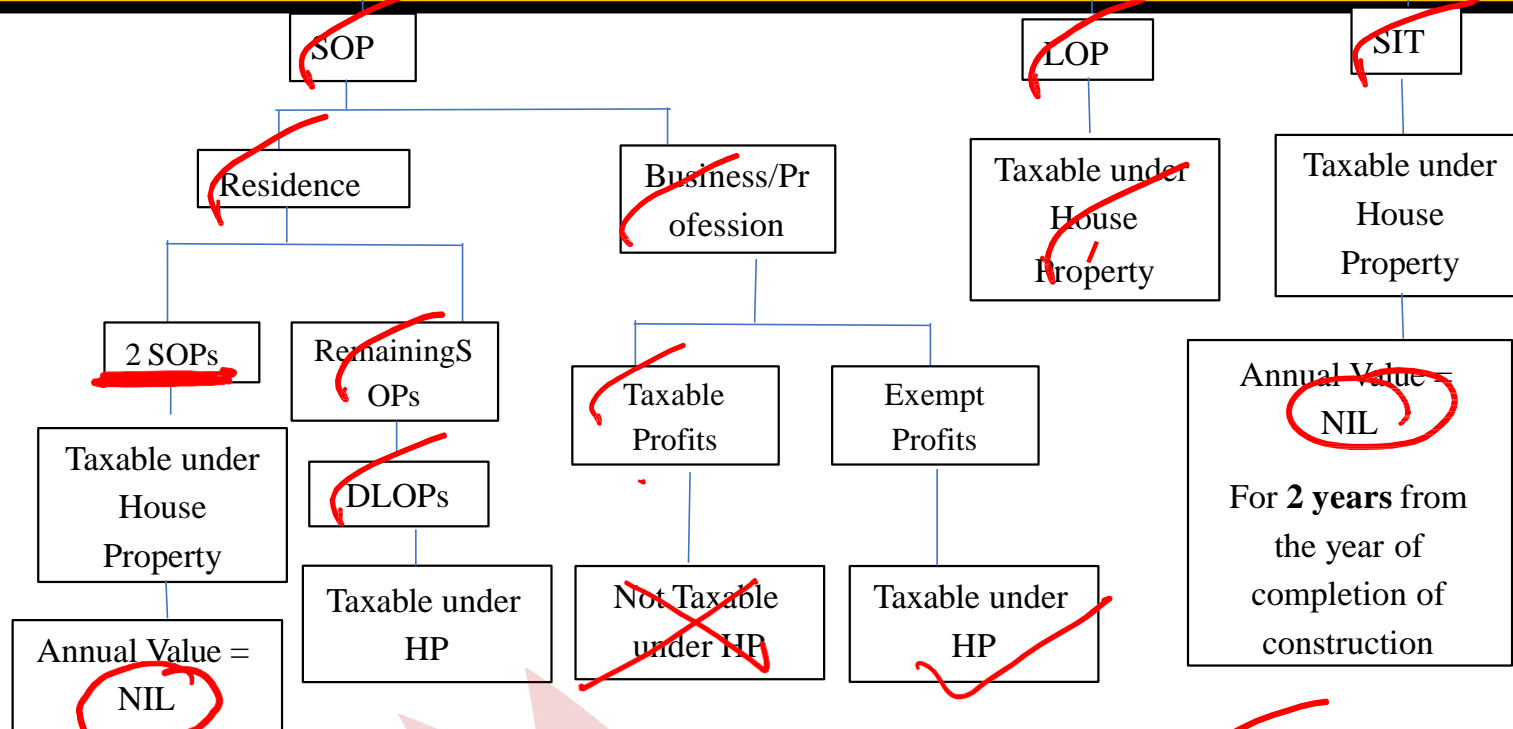 SOP
LOP
SIT
Residence
Business/Pr
ofession
Taxable under
House
Property
Taxable under
House
Property
2 SOPs
RemainingS
OPs
Taxable
Profits
Exempt
Profits
Annual Value =
NIL
For 2 years from
the year of
completion of
construction
Taxable under
House
Property
DLOPs
Taxable under
HP
Not Taxable
under HP
Taxable under
HP
Annual Value =
NIL